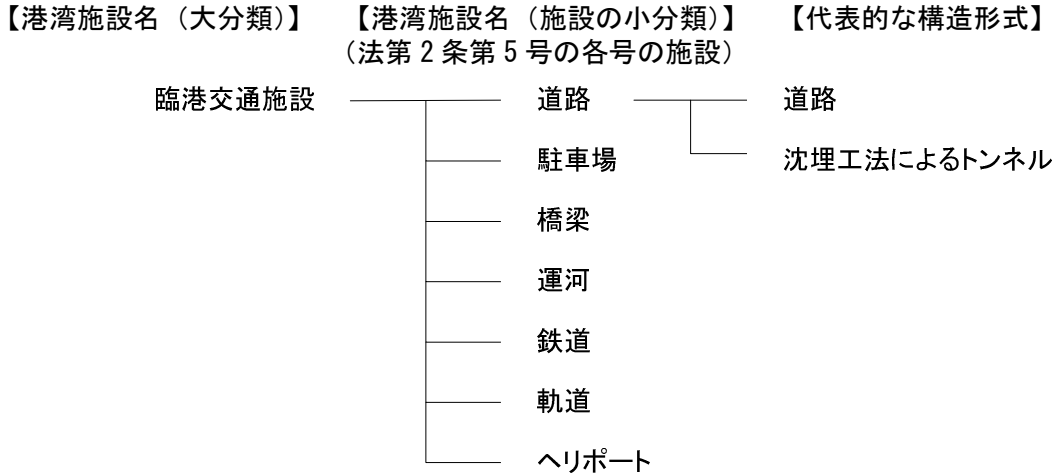 【港湾施設名（大分類）】 【港湾施設名（施設の小分類）】 【代表的な構造形式】
（法第２条第５号の各号の施設）
臨港交通施設 道路 道路
駐車場 沈埋工法によるトンネル
橋梁
運河
鉄道
軌道
ヘリポート